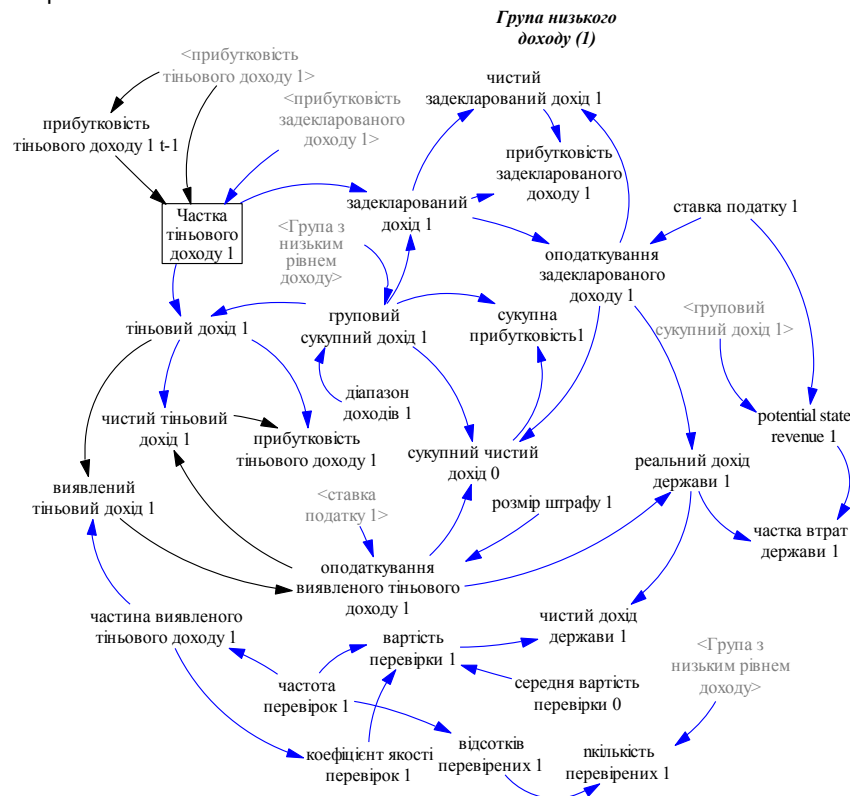 Група низького
доходу (1)
<прибутковість
тіньового доходу 1>
чистий
задекларований дохід 1
<прибутковість
задекларованого
доходу 1>
прибутковість
тіньового доходу 1 t-1
прибутковість
задекларованого
доходу 1
Частка
тіньового
доходу 1
задекларований
дохід 1
ставка податку 1
<Група з
низьким
рівнем
доходу>
оподаткування
задекларованого
доходу 1
тіньовий дохід 1
груповий
сукупний дохід 1
сукупна
прибутковість1
<груповий
сукупний дохід 1>
діапазон
доходів 1
чистий тіньовий
дохід 1
прибутковість
тіньового доходу 1
сукупний чистий
дохід 0
реальний дохід
держави 1
potential state
revenue 1
виявлений
тіньовий дохід 1
<ставка
податку 1>
розмір штрафу 1
частка втрат
держави 1
оподаткування
виявленого тіньового
доходу 1
частина виявленого
тіньового доходу 1
вартість
перевірки 1
чистий дохід
держави 1
<Група з
низьким рівнем
доходу>
частота
перевірок 1
середня вартість
перевірки 0
коефіцієнт якості
перевірок 1
відсотків
перевірених 1
nкількість
перевірених 1